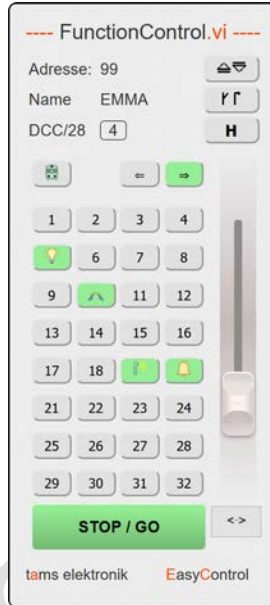 ---- FunctionControl.vi ----
Adresse: 99
Name EMMA
DCC/28 4
H
⇐ ⇒
1 2 3 4
6 7 8
9 11 12
13 14 15 16
17 18
21 22 23 24
25 26 27 28
29 30 31 32
STOP / GO <->
tams elektronik EasyControl